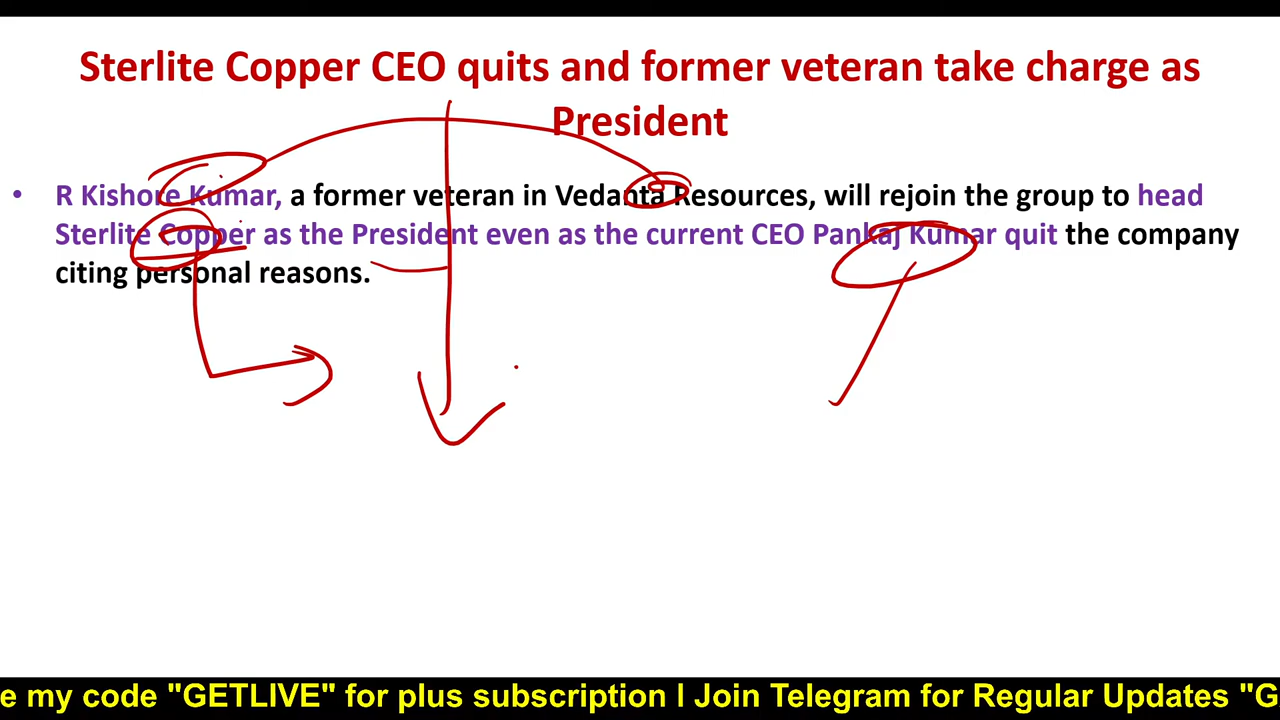 Sterlite Copper CEO quits and former veteran take charge as
President
• R Kishore Kumar, a former veteran in Vedanta Resources, will rejoin the group to head
Sterlite Copper as the President even as the current CEO Pankaj Kumar quit the company
citing personal reasons.
e my code "GETLIVE" for plus subscription I Join Telegram for Regular Updates "G